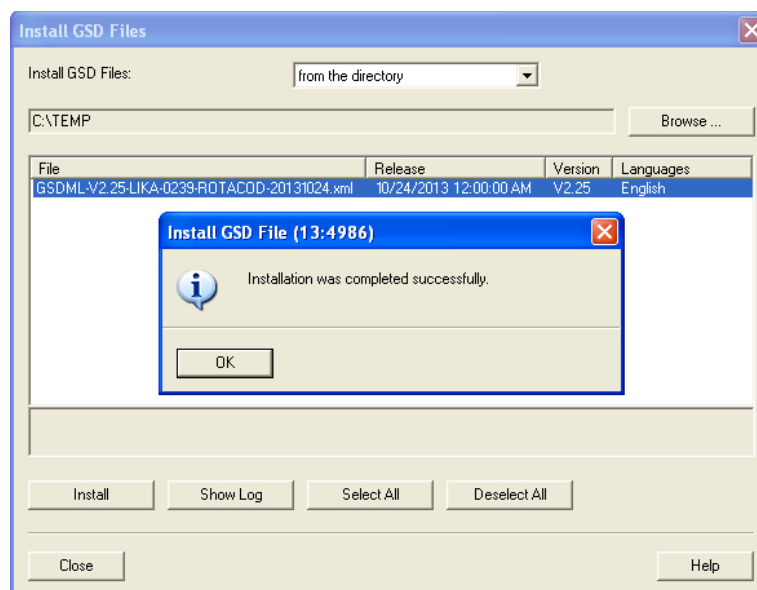 Install GSD Files
Install GSD Files:
from the directory
C:\TEMP
Browse ...
File Release Version Languages
GSDML-V2.25-LIKA-0239-ROTACOD-20131024.xml 10/24/2013 12:00:00 AM V2.25 English
Install GSD File (13:4986)
Installation was completed successfully.
OK
Install Show Log Select All Deselect All
Close Help